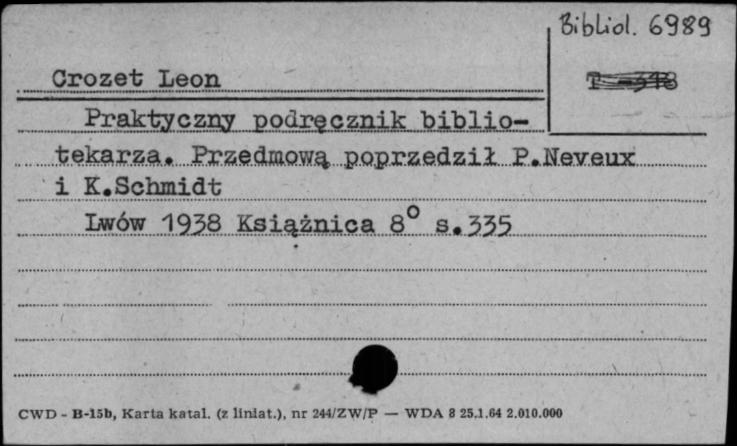 Bibliol. 6989
Crozet Leon
Praktyczny podręcznik biblio-
tekarza. Przedmową poprzedził P.Neveux
i K.Schmidt
Lwów 1938 Książnica 8° s.335
CWD - B-15b, Karta katal. (z liniat.), nr 244/ZW/P — WDA 8 25.1.64 2.010.000